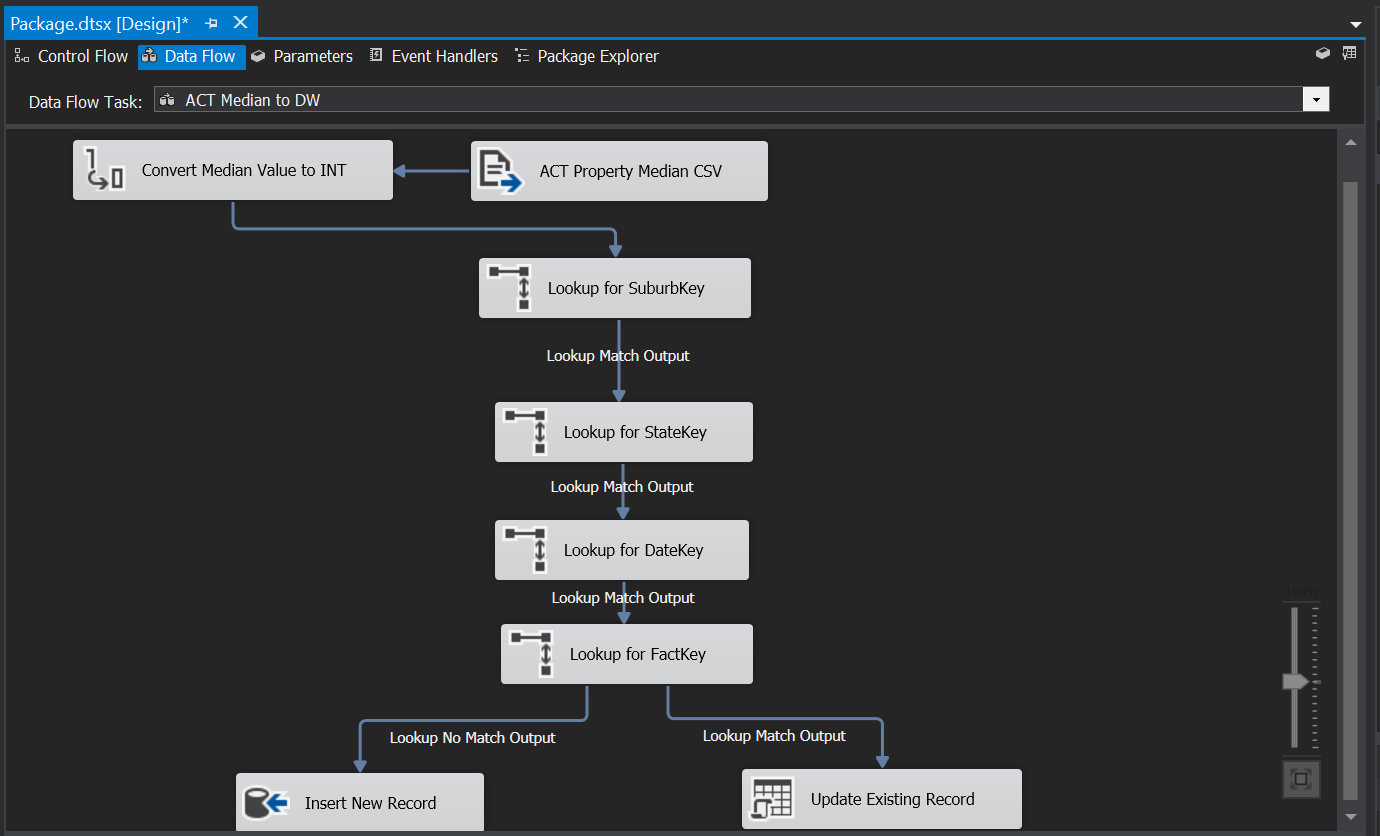 Package.dtsx [Design]*
Control Flow Data Flow Parameters Event Handlers Package Explorer
Data Flow Task: ACT Median to DW
Convert Median Value to INT
ACT Property Median CSV
Lookup for SuburbKey
Lookup Match Output
Lookup for StateKey
Lookup Match Output
Lookup for DateKey
Lookup Match Output
100%
Lookup for FactKey
Lookup No Match Output
Lookup Match Output
Insert New Record
Update Existing Record